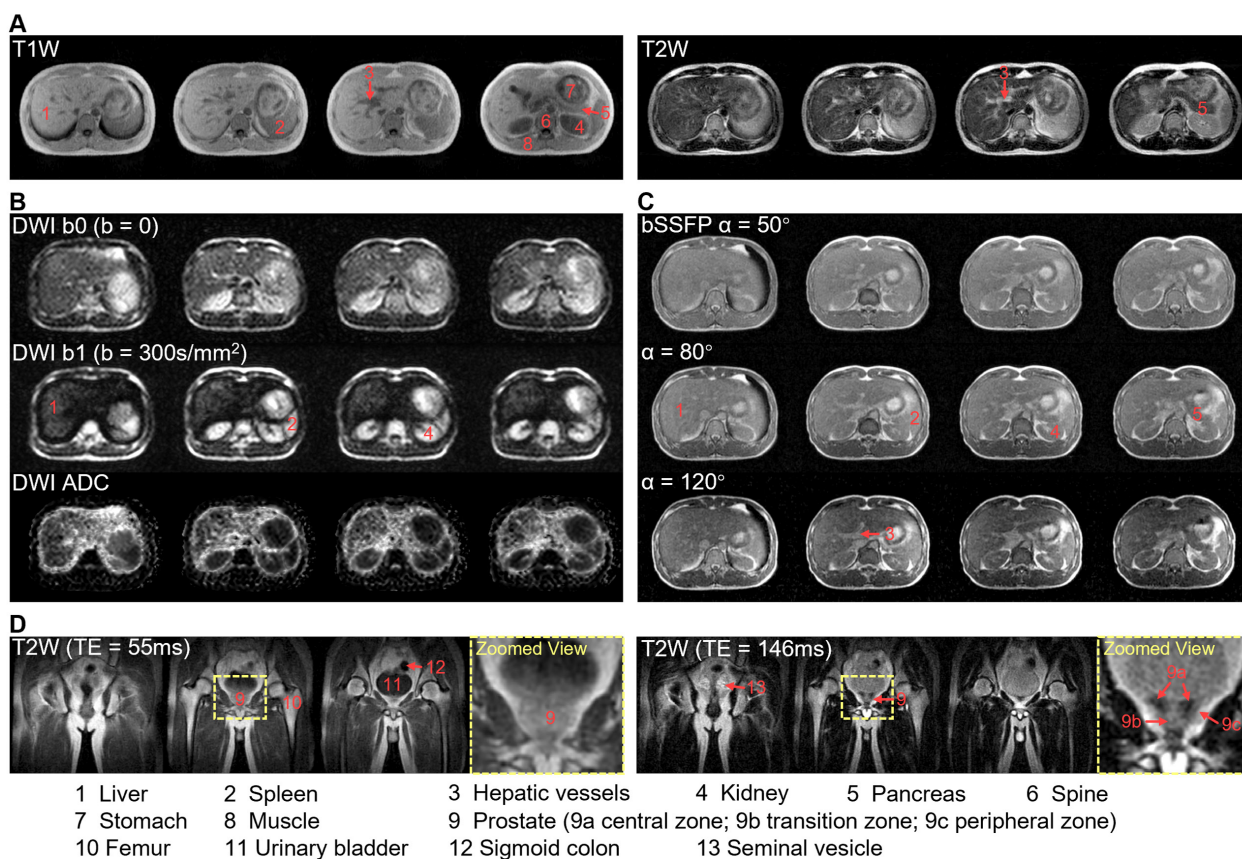 A
T1W
T2W
3
3
7
1
5
5
2
6
4
8
B
C
DWI b0 (b = 0)
bSSFP α = 50°
DWI b1 (b = 300s/mm²)
α = 80°
1
1
2
2
5
4
4
DWI ADC
α = 120°
3
D
T2W (TE = 55ms)
Zoomed View
T2W (TE = 146ms)
Zoomed View
12
9a
11
13
9
10
9
9
9b
9c
1 Liver
2 Spleen
3 Hepatic vessels
4 Kidney
5 Pancreas
6 Spine
7 Stomach
8 Muscle
9 Prostate (9a central zone; 9b transition zone; 9c peripheral zone)
10 Femur
11 Urinary bladder
12 Sigmoid colon
13 Seminal vesicle